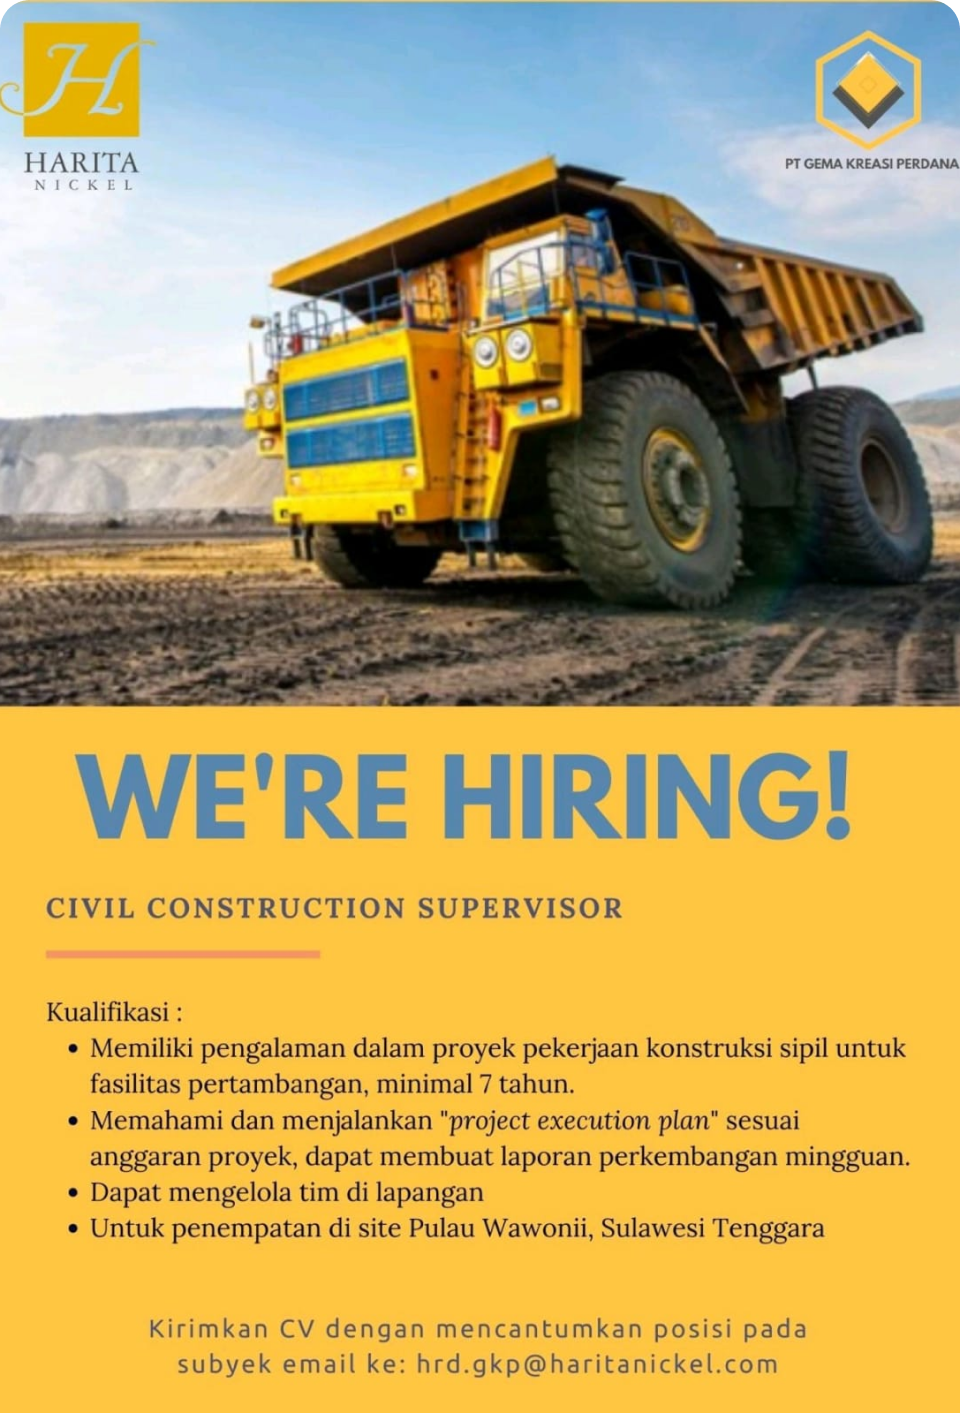 H
HARITA
NICKEL
PT GEMA KREASI PERDANA
WE'RE HIRING!
CIVIL CONSTRUCTION SUPERVISOR
Kualifikasi :
• Memiliki pengalaman dalam proyek pekerjaan konstruksi sipil untuk
fasilitas pertambangan, minimal 7 tahun.
• Memahami dan menjalankan "project execution plan" sesuai
anggaran proyek, dapat membuat laporan perkembangan mingguan.
• Dapat mengelola tim di lapangan
• Untuk penempatan di site Pulau Wawonii, Sulawesi Tenggara
Kirimkan CV dengan mencantumkan posisi pada
subyek email ke: hrd.gkp@haritanickel.com